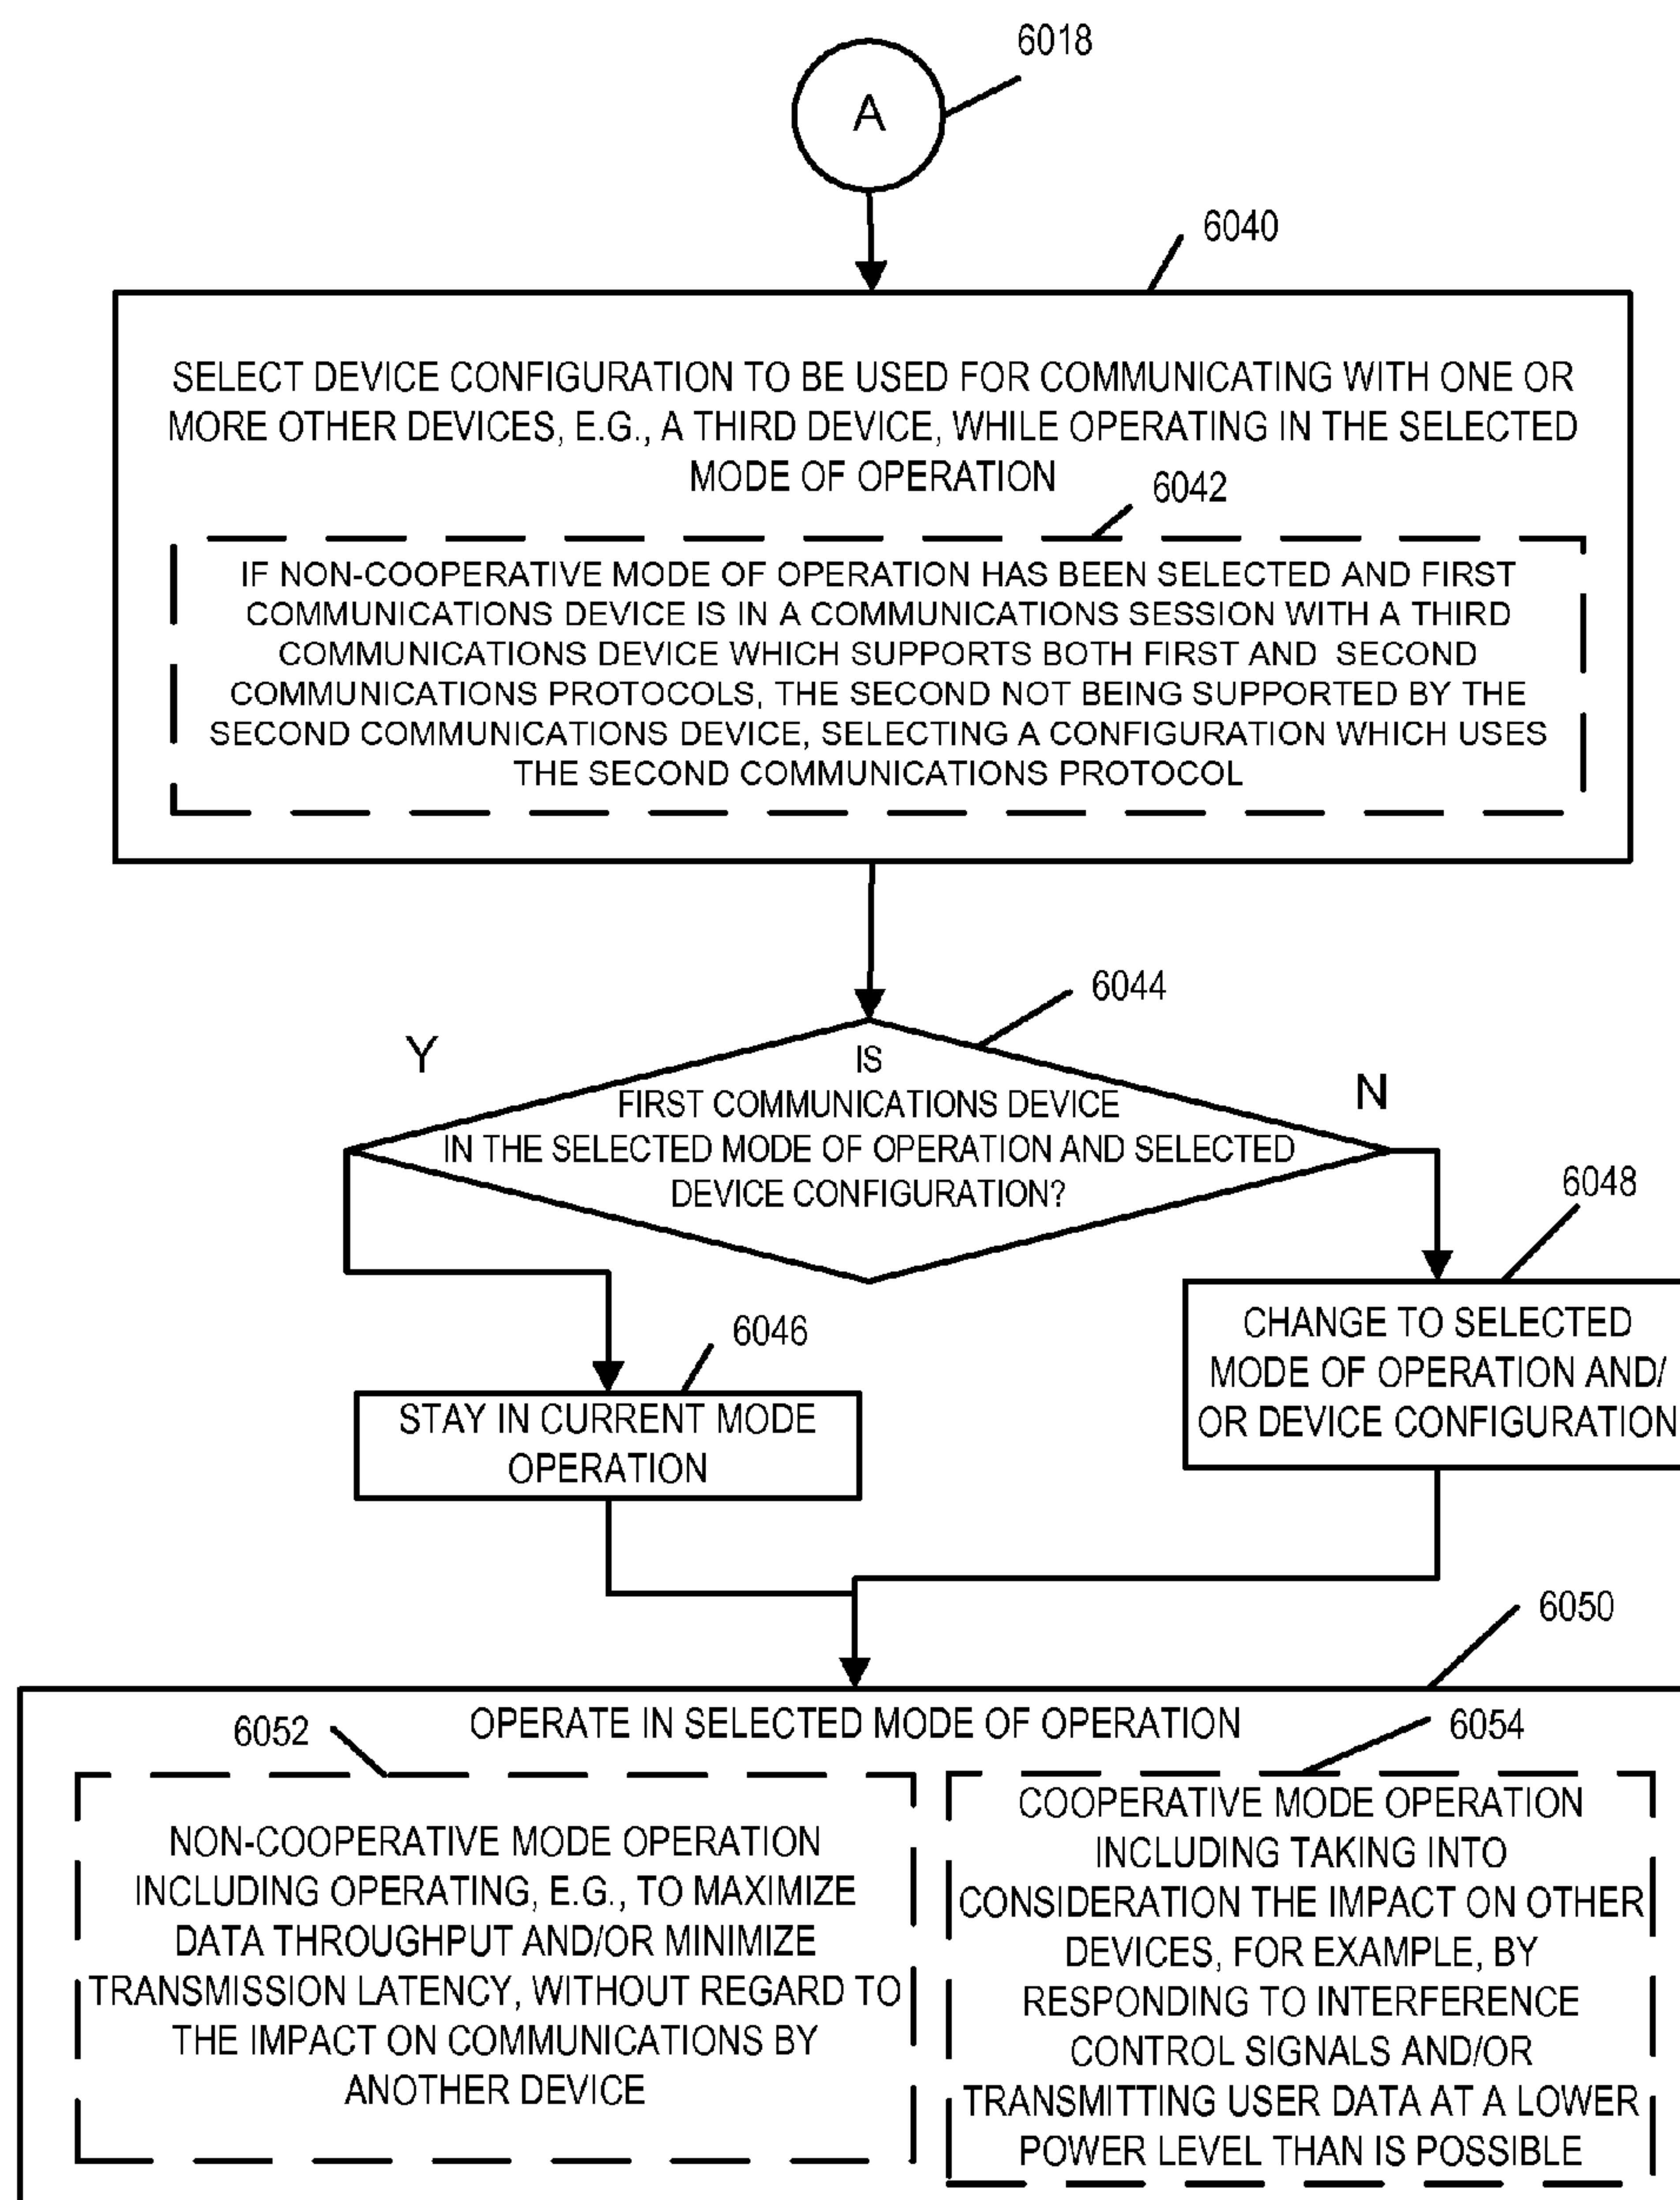 6018
A
6040
SELECT DEVICE CONFIGURATION TO BE USED FOR COMMUNICATING WITH ONE OR
MORE OTHER DEVICES, E.G., A THIRD DEVICE, WHILE OPERATING IN THE SELECTED
MODE OF OPERATION
6042
IF NON-COOPERATIVE MODE OF OPERATION HAS BEEN SELECTED AND FIRST
COMMUNICATIONS DEVICE IS IN A COMMUNICATIONS SESSION WITH A THIRD
COMMUNICATIONS DEVICE WHICH SUPPORTS BOTH FIRST AND SECOND
COMMUNICATIONS PROTOCOLS, THE SECOND NOT BEING SUPPORTED BY THE
SECOND COMMUNICATIONS DEVICE, SELECTING A CONFIGURATION WHICH USES
THE SECOND COMMUNICATIONS PROTOCOL
6044
Y
N
IS
FIRST COMMUNICATIONS DEVICE
IN THE SELECTED MODE OF OPERATION AND SELECTED
DEVICE CONFIGURATION?
6048
6046
CHANGE TO SELECTED
MODE OF OPERATION AND/
OR DEVICE CONFIGURATION
STAY IN CURRENT MODE
OPERATION
6050
OPERATE IN SELECTED MODE OF OPERATION
6052
6054
NON-COOPERATIVE MODE OPERATION
INCLUDING OPERATING, E.G., TO MAXIMIZE
DATA THROUGHPUT AND/OR MINIMIZE
TRANSMISSION LATENCY, WITHOUT REGARD TO
THE IMPACT ON COMMUNICATIONS BY
ANOTHER DEVICE
COOPERATIVE MODE OPERATION
INCLUDING TAKING INTO
CONSIDERATION THE IMPACT ON OTHER
DEVICES, FOR EXAMPLE, BY
RESPONDING TO INTERFERENCE
CONTROL SIGNALS AND/OR
TRANSMITTING USER DATA AT A LOWER
POWER LEVEL THAN IS POSSIBLE